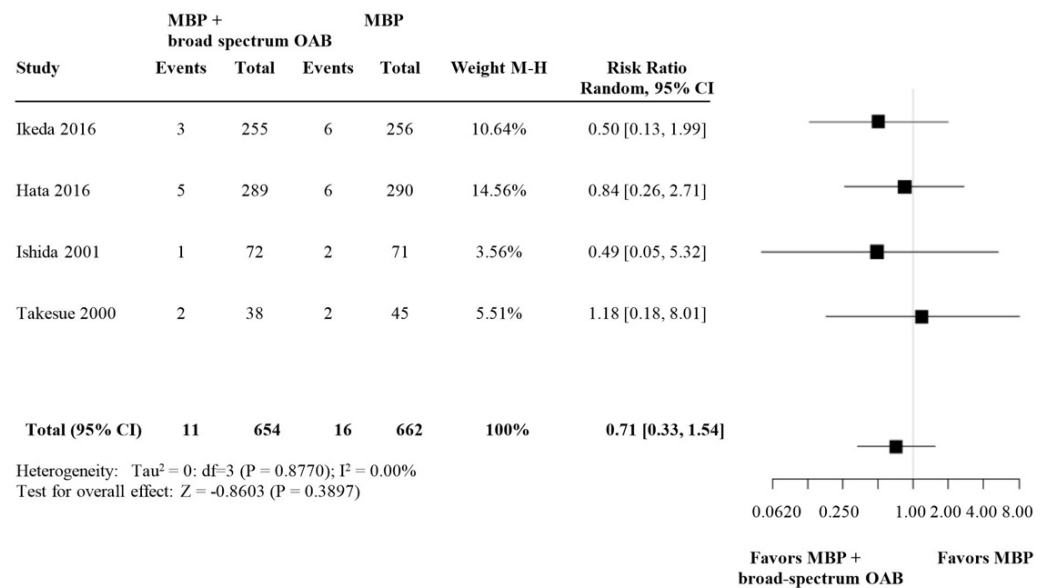 MBP + MBP
broad spectrum OAB
Study Events Total Events Total Weight M-H Risk Ratio
Random, 95% CI
Ikeda 2016 3 255 6 256 10.64% 0.50 [0.13, 1.99]
Hata 2016 5 289 6 290 14.56% 0.84 [0.26, 2.71]
Ishida 2001 1 72 2 71 3.56% 0.49 [0.05, 5.32]
Takesue 2000 2 38 2 45 5.51% 1.18 [0.18, 8.01]
Total (95% CI) 11 654 16 662 100% 0.71 [0.33, 1.54]
Heterogeneity: Tau² = 0: df=3 (P = 0.8770); I² = 0.00%
Test for overall effect: Z = -0.8603 (P = 0.3897)
0.0620 0.250 1.00 2.00 4.00 8.00
Favors MBP + Favors MBP
broad-spectrum OAB